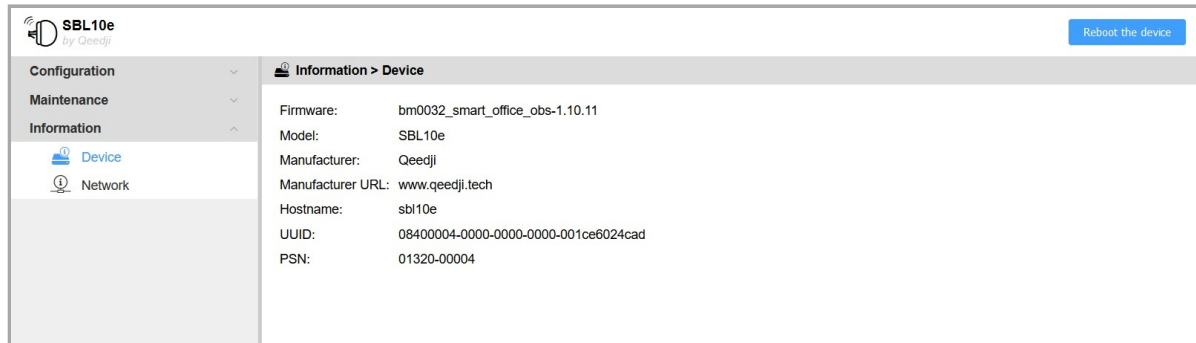 SBL10e
by Qeedji
Reboot the device
Configuration
Maintenance
Information
Device
Network
Information > Device
Firmware: bm0032_smart_office_obs-1.10.11
Model: SBL10e
Manufacturer: Qeedji
Manufacturer URL: www.qeedji.tech
Hostname: sbl10e
UUID: 08400004-0000-0000-0000-001ce6024cad
PSN: 01320-00004